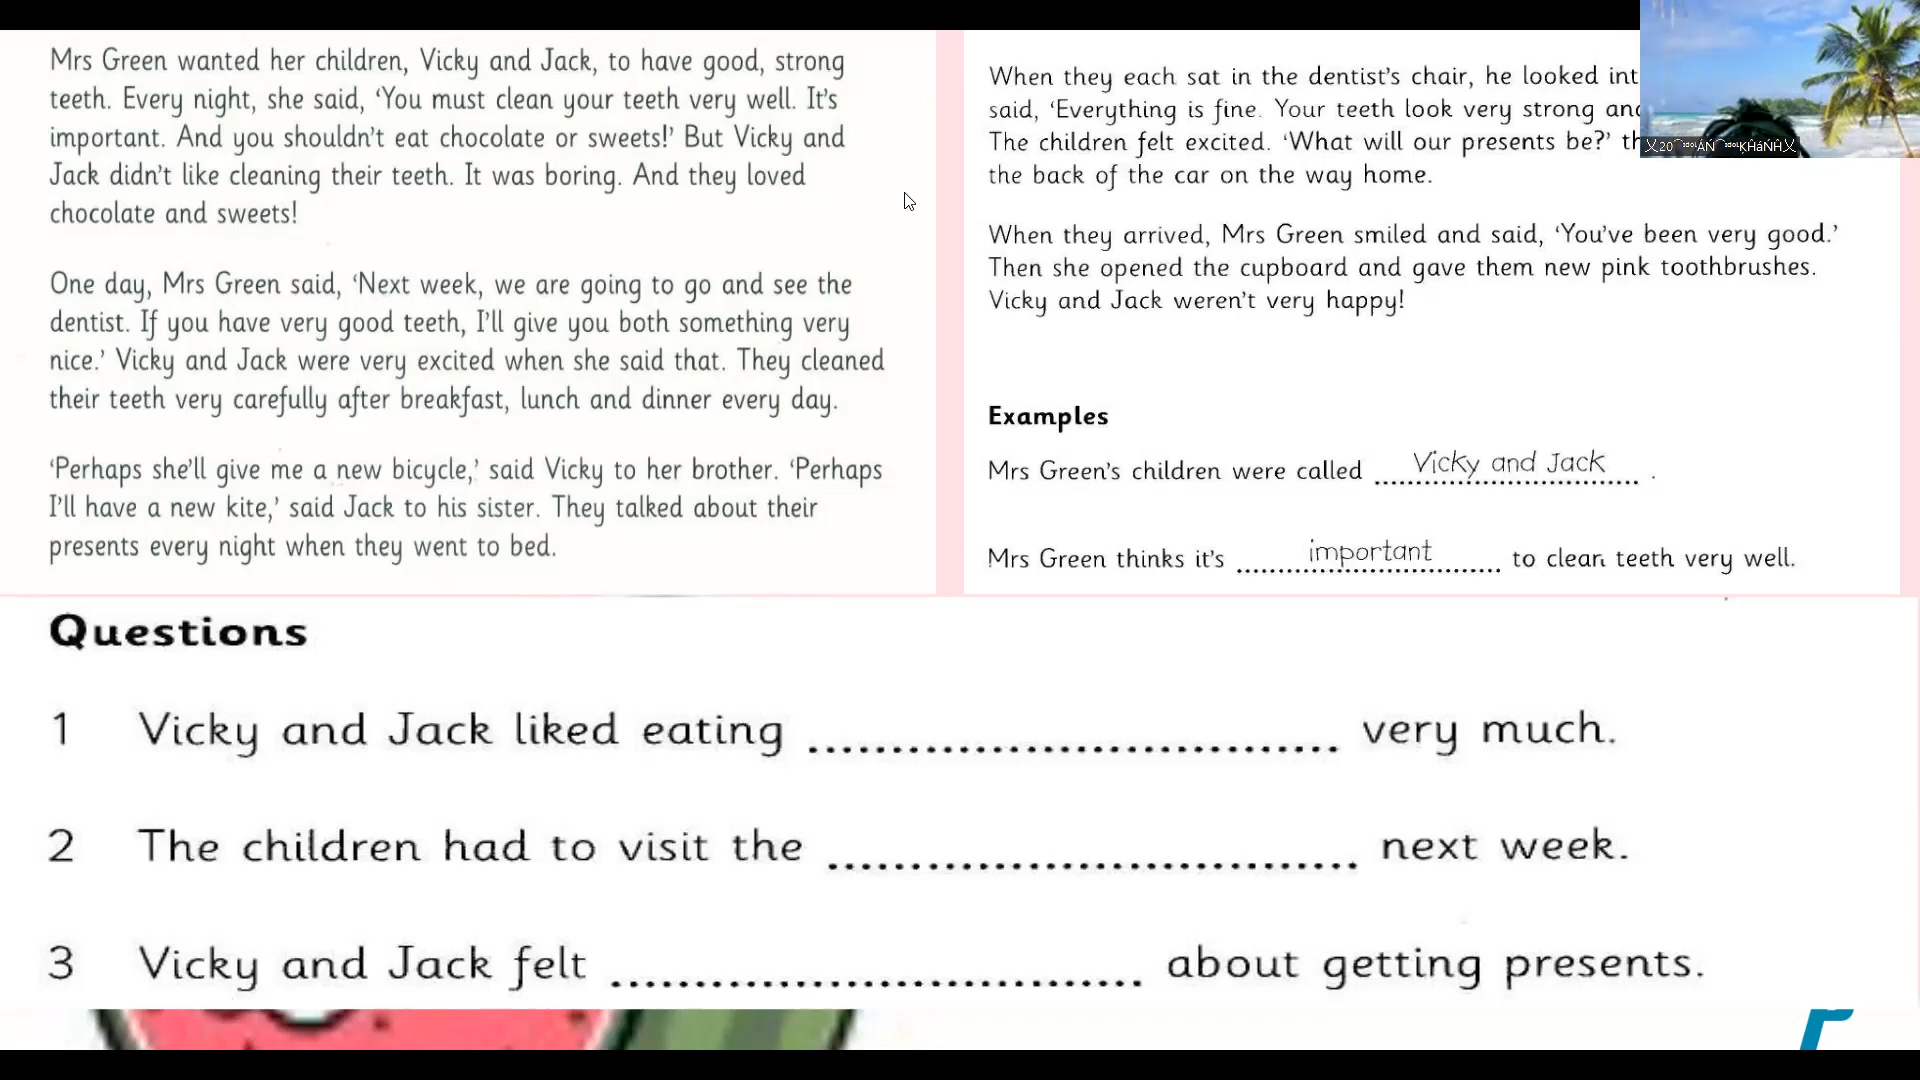 Mrs Green wanted her children, Vicky and Jack, to have good, strong
teeth. Every night, she said, ‘You must clean your teeth very well. It’s
important. And you shouldn’t eat chocolate or sweets!’ But Vicky and
Jack didn’t like cleaning their teeth. It was boring. And they loved
chocolate and sweets!
One day, Mrs Green said, ‘Next week, we are going to go and see the
dentist. If you have very good teeth, I’ll give you both something very
nice.’ Vicky and Jack were very excited when she said that. They cleaned
their teeth very carefully after breakfast, lunch and dinner every day.
‘Perhaps she’ll give me a new bicycle,’ said Vicky to her brother. ‘Perhaps
I’ll have a new kite,’ said Jack to his sister. They talked about their
presents every night when they went to bed.
When they each sat in the dentist’s chair, he looked int
said, ‘Everything is fine. Your teeth look very strong and
The children felt excited. ‘What will our presents be?’ th
the back of the car on the way home.
When they arrived, Mrs Green smiled and said, ‘You’ve been very good.’
Then she opened the cupboard and gave them new pink toothbrushes.
Vicky and Jack weren’t very happy!
Examples
Mrs Green’s children were called Vicky and Jack .
Mrs Green thinks it’s important to clean teeth very well.
Questions
1 Vicky and Jack liked eating ................................ very much.
2 The children had to visit the ................................ next week.
3 Vicky and Jack felt ................................ about getting presents.